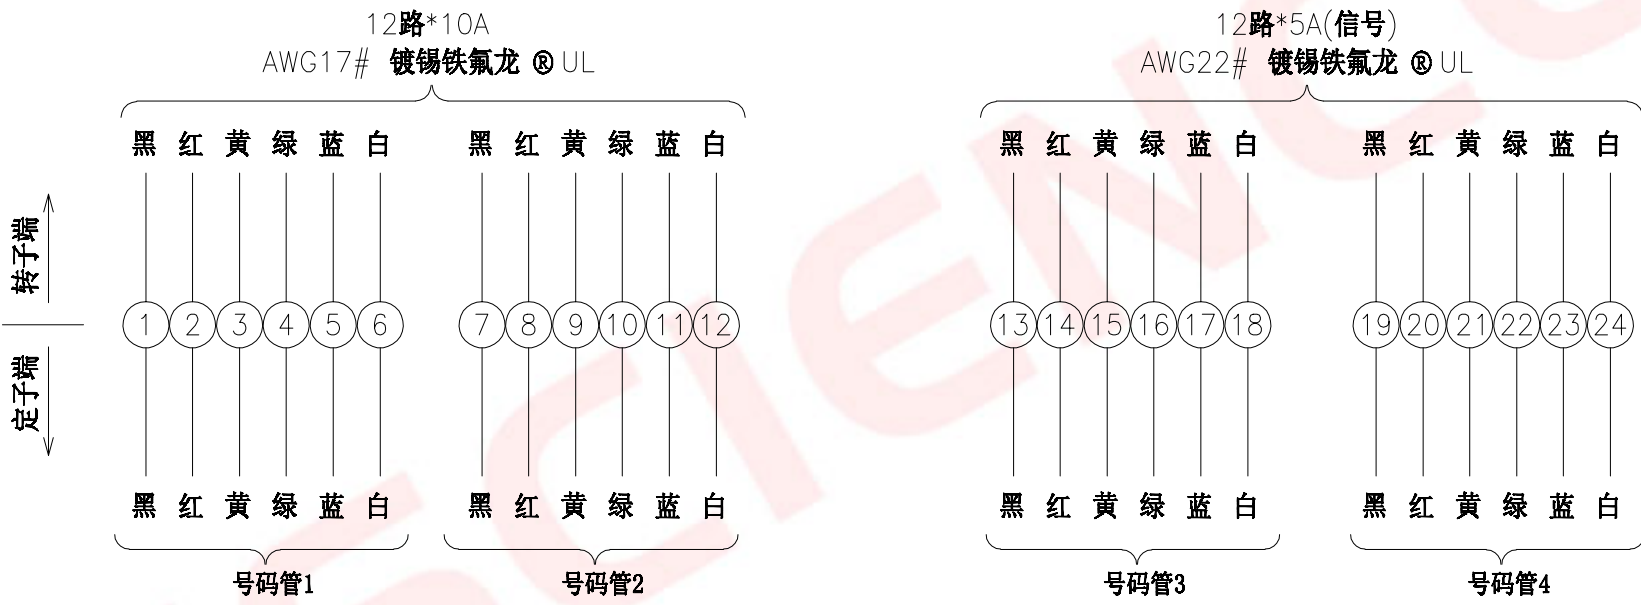 12路*10A
AWG17# 镀锡铁氟龙 ® UL
12路*5A(信号)
AWG22# 镀锡铁氟龙 ® UL
黑 红 黄 绿 蓝 白 黑 红 黄 绿 蓝 白 黑 红 黄 绿 蓝 白 黑 红 黄 绿 蓝 白
转子端
1 2 3 4 5 6 7 8 9 10 11 12 13 14 15 16 17 18 19 20 21 22 23 24
定子端
黑 红 黄 绿 蓝 白 黑 红 黄 绿 蓝 白 黑 红 黄 绿 蓝 白 黑 红 黄 绿 蓝 白
号码管1 号码管2 号码管3 号码管4